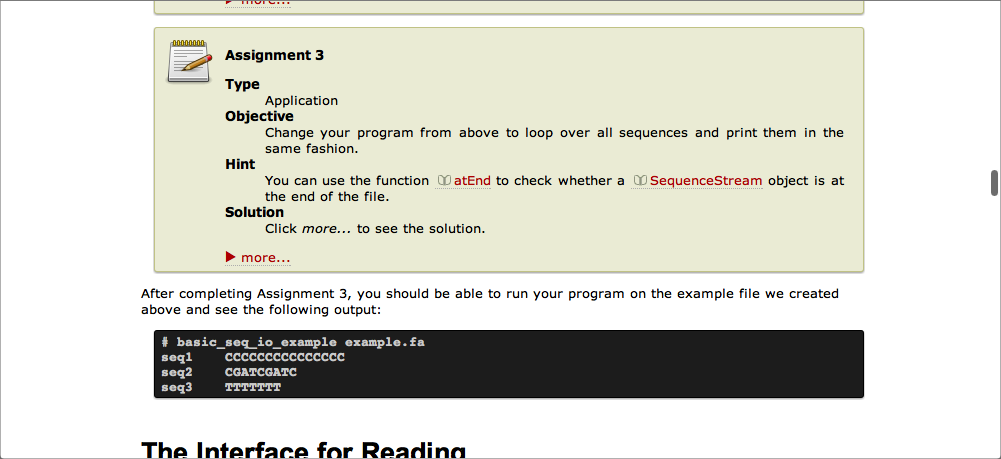 more...
Assignment 3
Type
Application
Objective
Change your program from above to loop over all sequences and print them in the
same fashion.
Hint
You can use the function atEnd to check whether a SequenceStream object is at
the end of the file.
Solution
Click more... to see the solution.
more...
After completing Assignment 3, you should be able to run your program on the example file we created
above and see the following output:
# basic_seq_io_example example.fa
seq1 CCCCCCCCCCCCCCC
seq2 CGATCGATC
seq3 TTTTTTT
The Interface for Reading